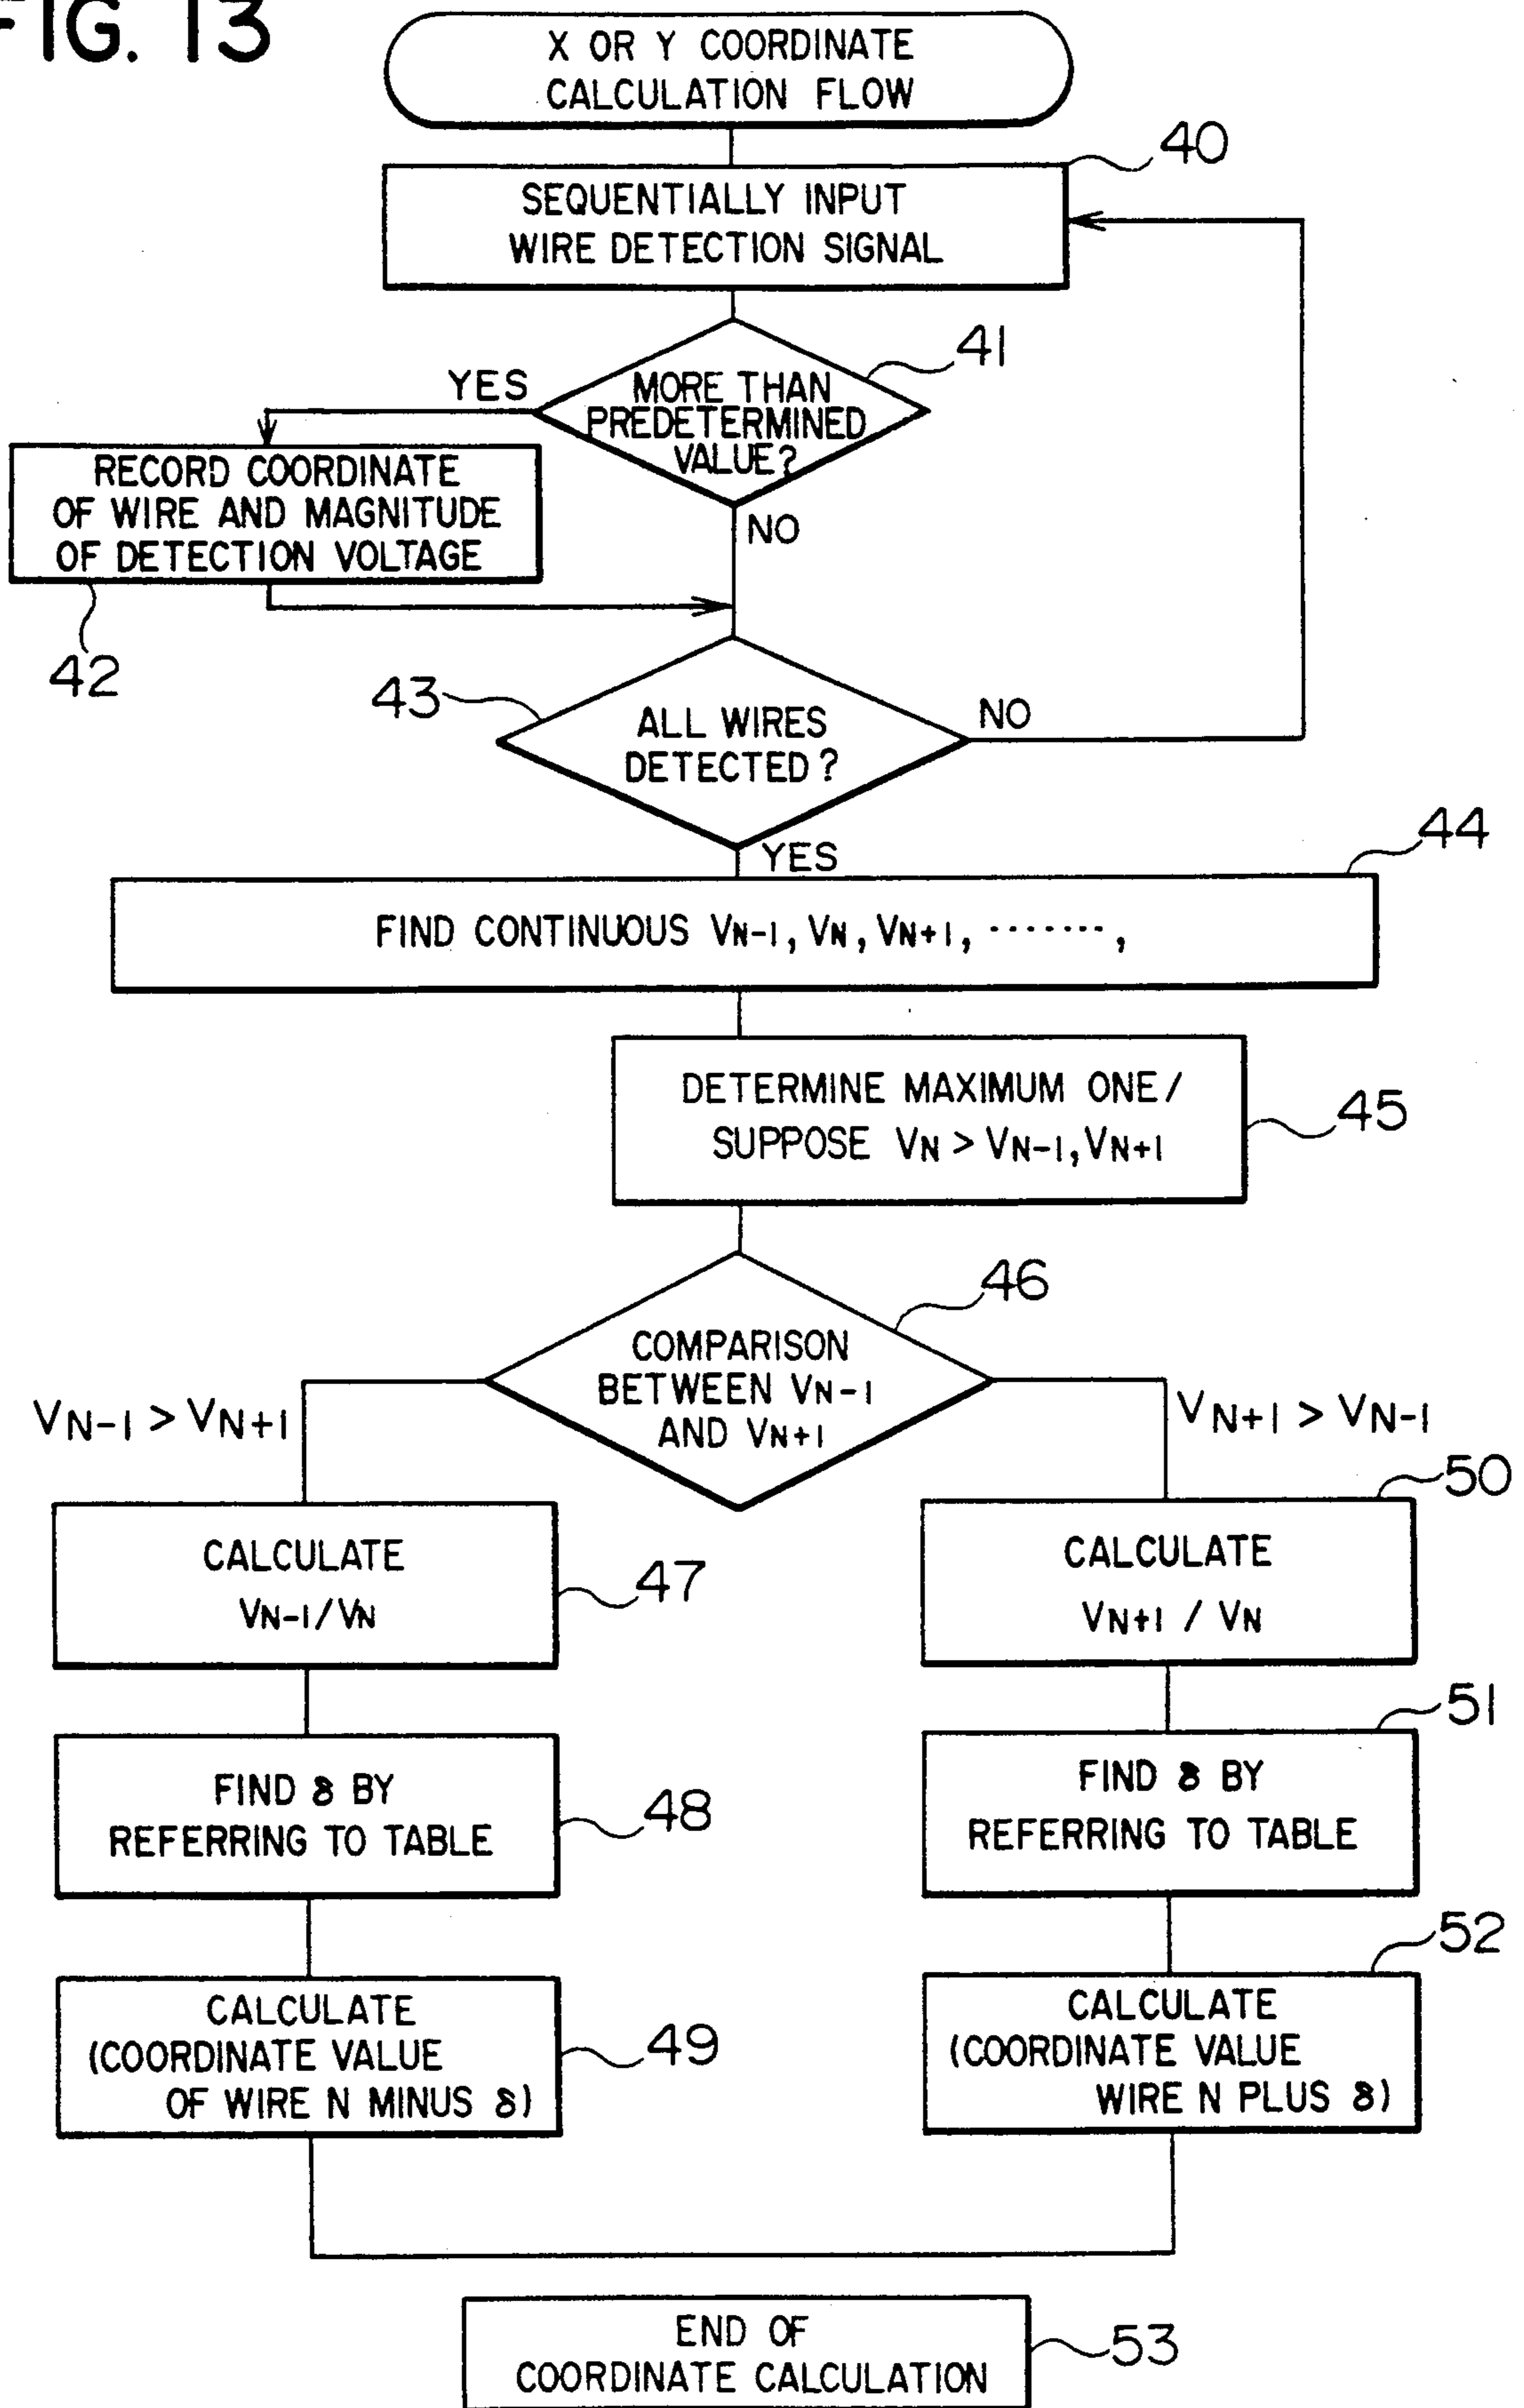 FIG. 13
X OR Y COORDINATE
CALCULATION FLOW
40
SEQUENTIALLY INPUT
WIRE DETECTION SIGNAL
41
YES
MORE THAN
PREDETERMINED
VALUE?
RECORD COORDINATE
OF WIRE AND MAGNITUDE
OF DETECTION VOLTAGE
NO
42
43
ALL WIRES
DETECTED?
NO
YES
44
FIND CONTINUOUS VN-1, VN, VN+1, ········,
DETERMINE MAXIMUM ONE/
SUPPOSE VN > VN-1, VN+1
45
46
COMPARISON
BETWEEN VN-1
AND VN+1
VN-1 > VN+1
VN+1 > VN-1
50
CALCULATE
VN-1/VN
47
CALCULATE
VN+1 / VN
51
FIND δ BY
REFERRING TO TABLE
48
FIND δ BY
REFERRING TO TABLE
52
CALCULATE
(COORDINATE VALUE
OF WIRE N MINUS δ)
49
CALCULATE
(COORDINATE VALUE
WIRE N PLUS δ)
END OF
COORDINATE CALCULATION
53